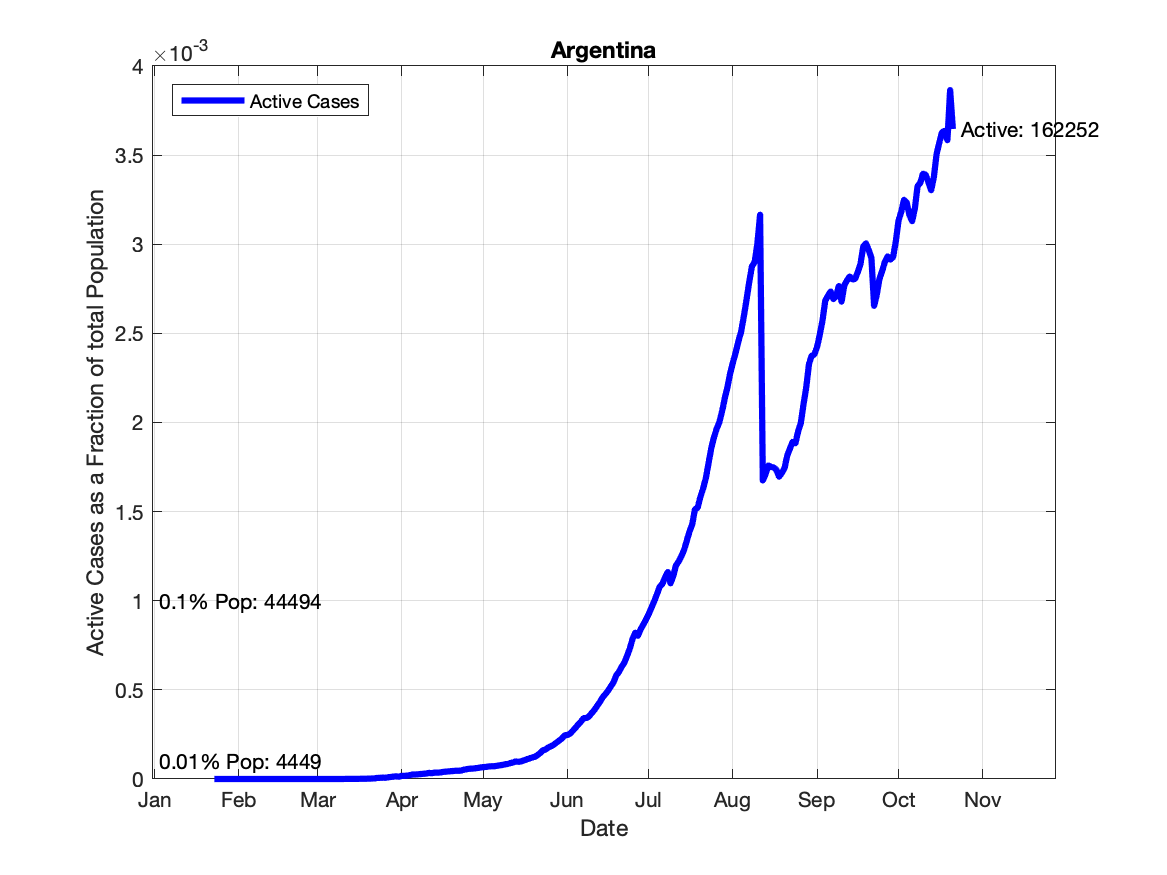 Argentina
×10-3
4
3.5
3
2.5
2
1.5
1
0.5
0
Active Cases as a Fraction of total Population
Active Cases
Active: 162252
0.1% Pop: 44494
0.01% Pop: 4449
Jan Feb Mar Apr May Jun Jul Aug Sep Oct Nov
Date